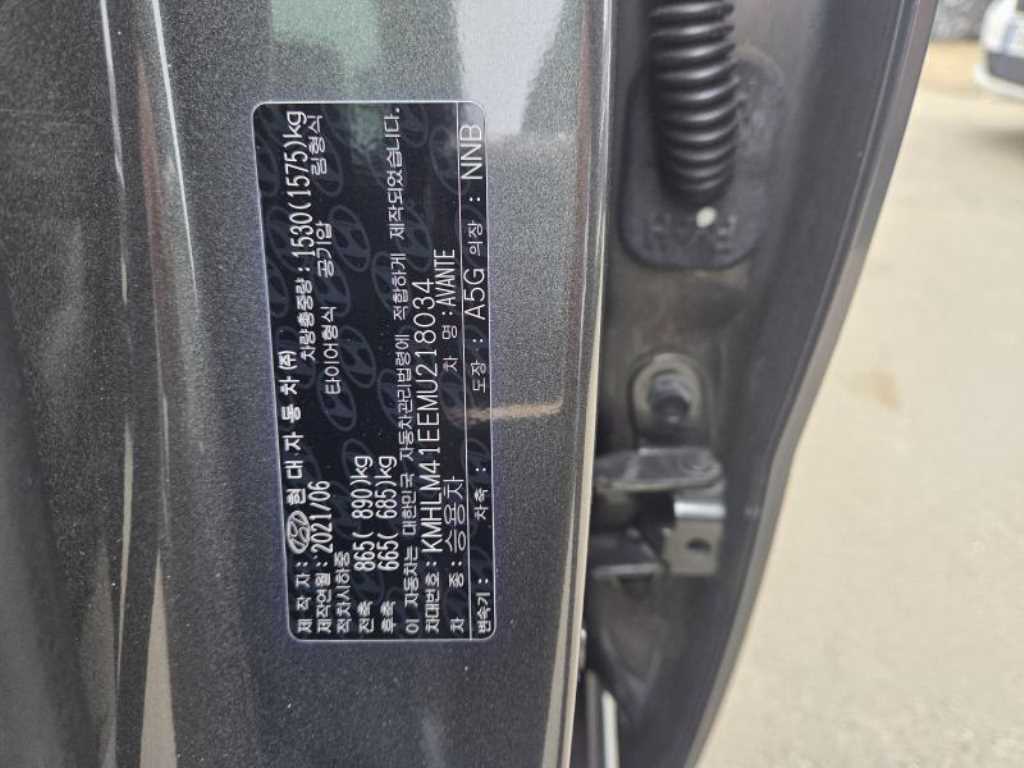 제 작 자 : 현 대 자 동 차 (주)
제작연월 : 2021/06 차량총중량 : 1530(1575)kg
적차시하중 타이어형식 공기압 림형식
전축 865( 890)kg
후축 665( 685)kg
이 자동차는 대한민국 자동차관리법령에 적합하게 제작되었습니다.
차대번호 : KMHLM41EEMU218034
차 종 : 승용차 차 명 : AVANTE
변속기 : 차축 : 도장 : A5G 의장 : NNB